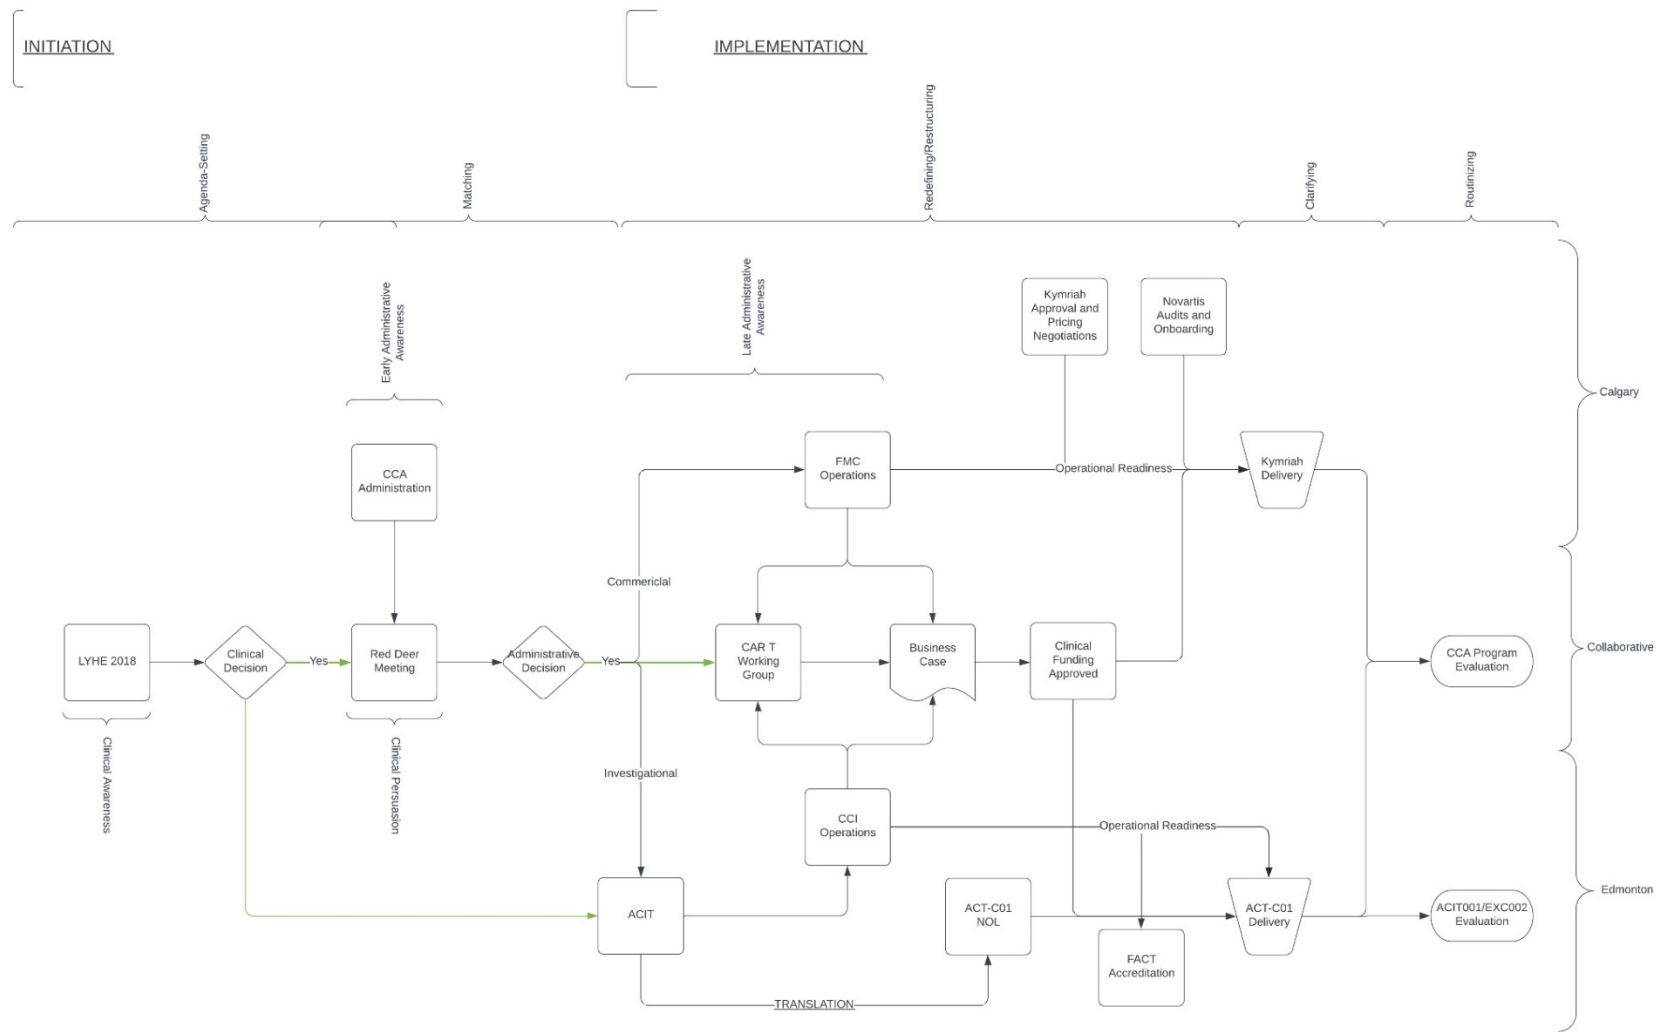 INITIATION
IMPLEMENTATION
Agenda-Setting
Matching
Redefining/Restructuring
Clarifying
Routinizing
Early Administrative
Awareness
Late Administrative
Awareness
Kymriah
Approval and
Pricing
Negotiations
Novartis
Audits and
Onboarding
Calgary
CCA
Administration
FMC
Operations
Operational Readiness
Kymriah
Delivery
Commericlal
LYHE 2018
Clinical
Decision
Yes
Red Deer
Meeting
Administrative
Decision
Yes
CAR T
Working
Group
Business
Case
Clinical
Funding
Approved
CCA Program
Evaluation
Collaborative
Clinical Awareness
Clinical Persuasion
Investigational
CCI
Operations
Operational Readiness
ACIT
ACT-C01
NOL
ACT-C01
Delivery
ACIT001/EXC002
Evaluation
Edmonton
FACT
Accreditation
TRANSLATION